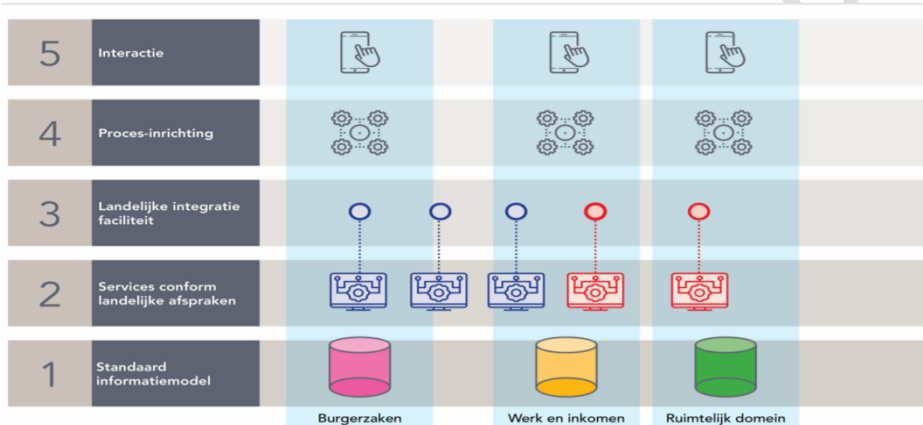 5
Interactie
4
Proces-inrichting
3
Landelijke integratie
faciliteit
2
Services conform
landelijke afspraken
1
Standaard
informatiemodel
Burgerzaken
Werk en inkomen
Ruimtelijk domein